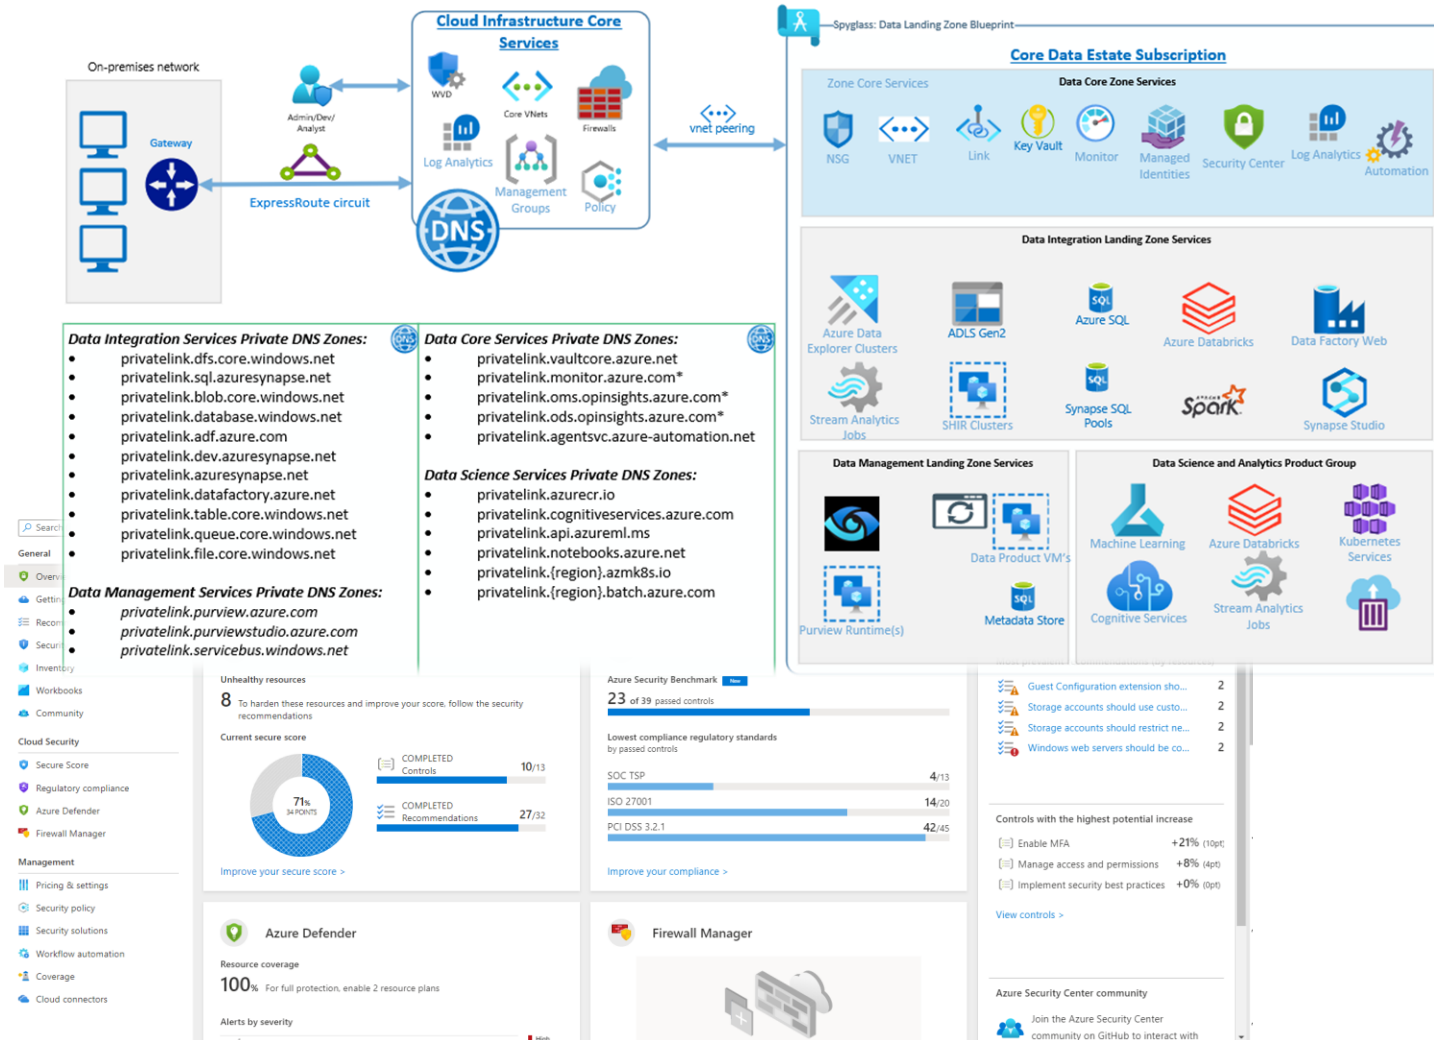 Cloud Infrastructure Core
Services
On-premises network
Gateway
Admin/Dev/
Analyst
ExpressRoute circuit
WVD
Core VNets
Firewalls
Log Analytics
Management
Groups
Policy
DNS
vnet peering
Spyglass: Data Landing Zone Blueprint
Core Data Estate Subscription
Zone Core Services
Data Core Zone Services
NSG
VNET
Link
Key Vault
Monitor
Managed
Identities
Security Center
Log Analytics
Automation
Data Integration Landing Zone Services
Azure Data
Explorer Clusters
ADLS Gen2
SQL
Azure SQL
Azure Databricks
Data Factory Web
Stream Analytics
Jobs
SHIR Clusters
SQL
Synapse SQL
Pools
APACHE
Spark
Synapse Studio
Data Management Landing Zone Services
Data Product VM's
Purview Runtime(s)
SQL
Metadata Store
Data Science and Analytics Product Group
Machine Learning
Azure Databricks
Kubernetes
Services
Cognitive Services
Stream Analytics
Jobs
Data Integration Services Private DNS Zones:
DNS
• privatelink.dfs.core.windows.net
• privatelink.sql.azuresynapse.net
• privatelink.blob.core.windows.net
• privatelink.database.windows.net
• privatelink.adf.azure.com
• privatelink.dev.azuresynapse.net
• privatelink.azuresynapse.net
• privatelink.datafactory.azure.net
• privatelink.table.core.windows.net
• privatelink.queue.core.windows.net
• privatelink.file.core.windows.net
Data Management Services Private DNS Zones:
• privatelink.purview.azure.com
• privatelink.purviewstudio.azure.com
• privatelink.servicebus.windows.net
Data Core Services Private DNS Zones:
DNS
• privatelink.vaultcore.azure.net
• privatelink.monitor.azure.com*
• privatelink.oms.opinsights.azure.com*
• privatelink.ods.opinsights.azure.com*
• privatelink.agentsvc.azure-automation.net
Data Science Services Private DNS Zones:
• privatelink.azurecr.io
• privatelink.cognitiveservices.azure.com
• privatelink.api.azureml.ms
• privatelink.notebooks.azure.net
• privatelink.{region}.azmk8s.io
• privatelink.{region}.batch.azure.com
Search
General
Overv
Gettin
Recom
Securi
Inventory
Workbooks
Community
Cloud Security
Secure Score
Regulatory compliance
Azure Defender
Firewall Manager
Management
Pricing & settings
Security policy
Security solutions
Workflow automation
Coverage
Cloud connectors
Unhealthy resources
8 To harden these resources and improve your score, follow the security
recommendations
Current secure score
71%
34 POINTS
COMPLETED
Controls
10/13
COMPLETED
Recommendations
27/32
Improve your secure score >
Azure Security Benchmark New
23 of 39 passed controls
Lowest compliance regulatory standards
by passed controls
SOC TSP 4/13
ISO 27001 14/20
PCI DSS 3.2.1 42/45
Improve your compliance >
Guest Configuration extension sho... 2
Storage accounts should use custo... 2
Storage accounts should restrict ne... 2
Windows web servers should be co... 2
Controls with the highest potential increase
Enable MFA +21% (10pt)
Manage access and permissions +8% (4pt)
Implement security best practices +0% (0pt)
View controls >
Azure Defender
Resource coverage
100% For full protection, enable 2 resource plans
Alerts by severity
High
Firewall Manager
Azure Security Center community
Join the Azure Security Center
community on GitHub to interact with